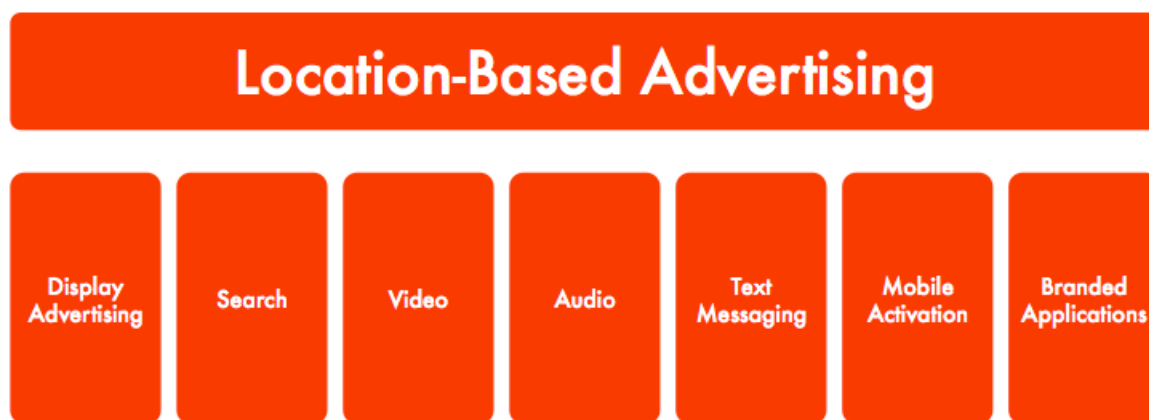 Location-Based Advertising
Display
Advertising
Search
Video
Audio
Text
Messaging
Mobile
Activation
Branded
Applications